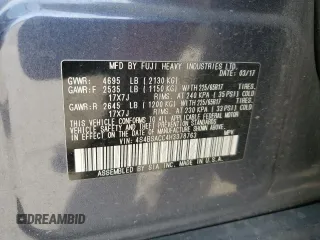 MFD BY FUJI HEAVY INDUSTRIES LTD.
03/17
GVWR: 4695 LB (2130 KG)
GAWR:F 2535 LB (1150 KG) WITH 225/65R17 TIRES,
17X7J RIMS, AT 240 KPA (35 PSI) COLD
GAWR:R 2645 LB (1200 KG) WITH 225/65R17 TIRES,
17X7J RIMS, AT 230 KPA (33 PSI) COLD
THIS VEHICLE CONFORMS TO ALL APPLICABLE
FEDERAL MOTOR VEHICLE SAFETY, BUMPER,
AND THEFT PREVENTION STANDARDS IN EFFECT
ON THE DATE OF MANUFACTURE SHOWN ABOVE.
VIN:
ASSEMBLED BY SIA. MADE IN U.S.A.
DREAMBID